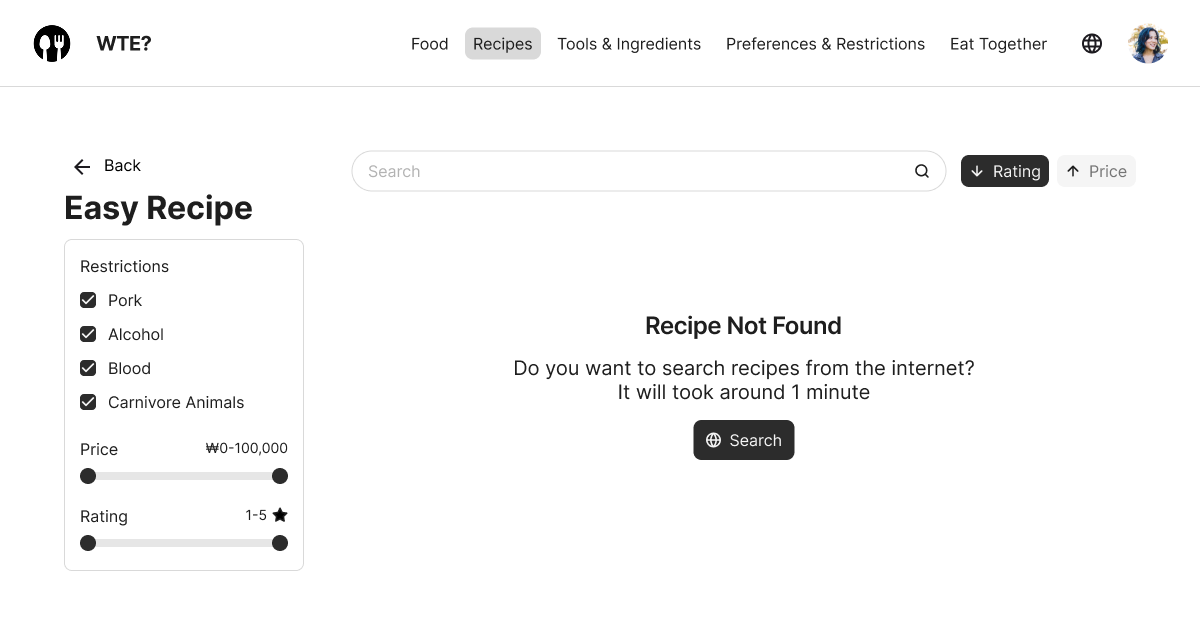 WTE?
Food Recipes Tools & Ingredients Preferences & Restrictions Eat Together
Back
Easy Recipe
Search
Rating
Price
Restrictions
Pork
Alcohol
Blood
Carnivore Animals
Price ₩0-100,000
Rating 1-5
Recipe Not Found
Do you want to search recipes from the internet?
It will took around 1 minute
Search